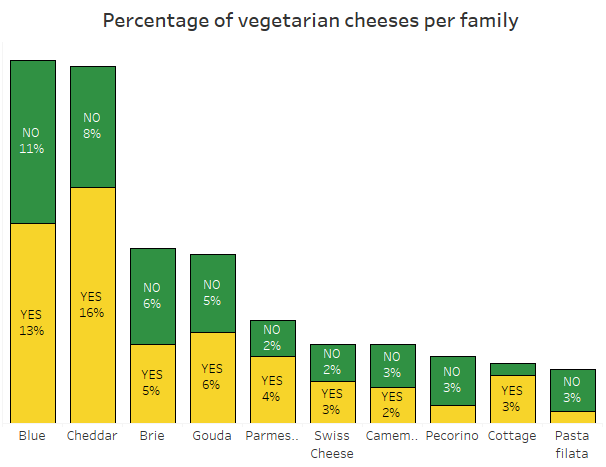 Percentage of vegetarian cheeses per family
NO
11%
YES
13%
NO
8%
YES
16%
NO
6%
YES
5%
NO
5%
YES
6%
NO
2%
YES
4%
NO
2%
YES
3%
NO
3%
YES
2%
NO
3%
YES
3%
NO
3%
Blue
Cheddar
Brie
Gouda
Parmes..
Swiss
Cheese
Camem..
Pecorino
Cottage
Pasta
filata